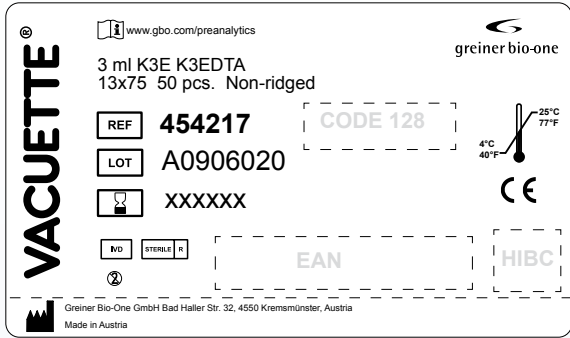 VACUETTE®
www.gbo.com/preanalytics
greiner bio-one
3 ml K3E K3EDTA
13x75 50 pcs. Non-ridged
REF 454217
CODE 128
25°C
77°F
4°C
40°F
LOT A0906020
CE
XXXXXX
IVD STERILE R
EAN
HIBC
2
Greiner Bio-One GmbH Bad Haller Str. 32, 4550 Kremsmünster, Austria
Made in Austria